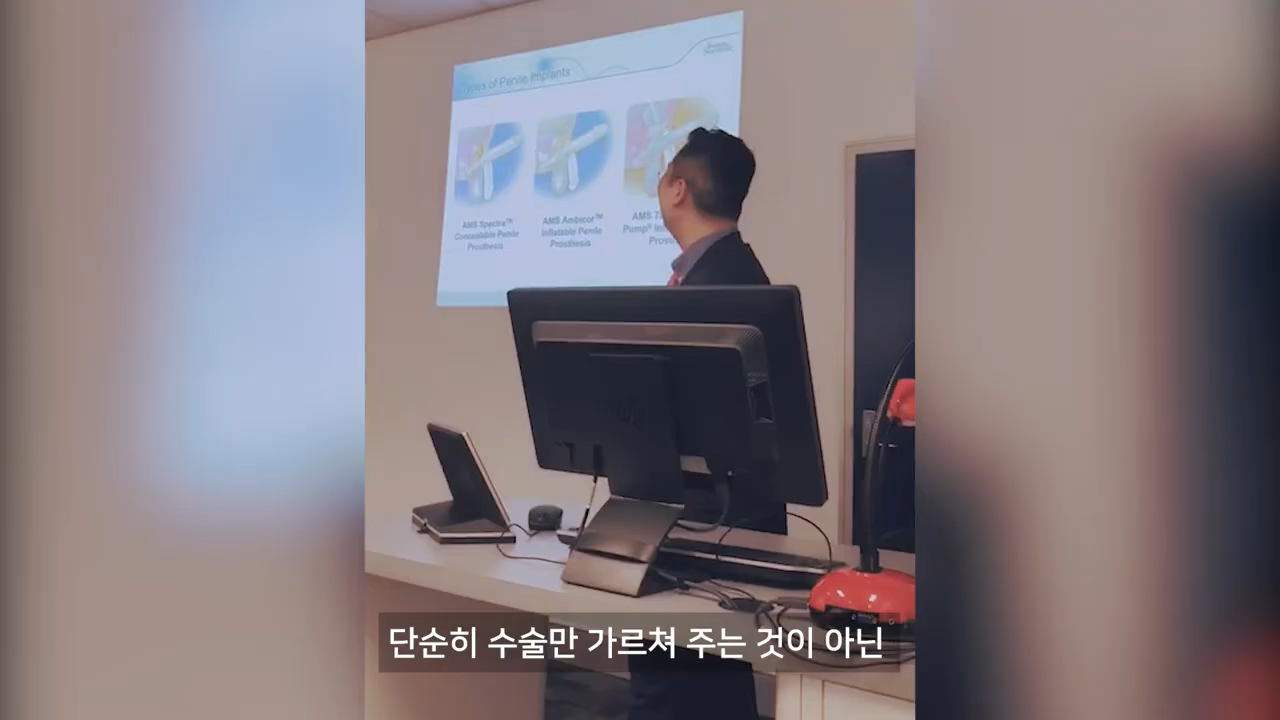 Types of Penile Implants
AMS Spectra™
Concealable Penile
Prosthesis
AMS Ambicor™
Inflatable Penile
Prosthesis
AMS
Pump®
단순히 수술만 가르쳐 주는 것이 아닌